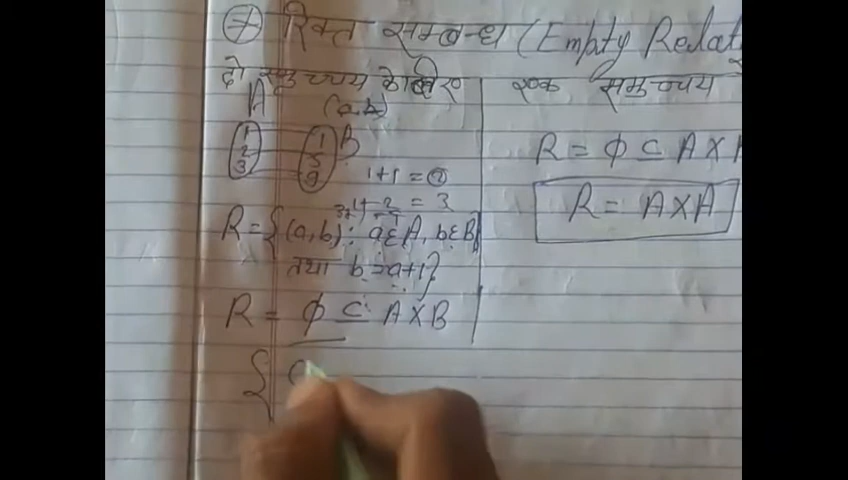 → रिक्त सम्बन्ध (Empty Relat
दो समुच्चय के लिए
A (a,b)
1 1 B
2 5
3 9
1+1 = 2
= 3
R = {(a,b): a∈A, b∈B
तथा b=a+1}
R = ϕ ⊆ A×B
{
एक समुच्चय
R = ϕ ⊆ A×A
R = A×A